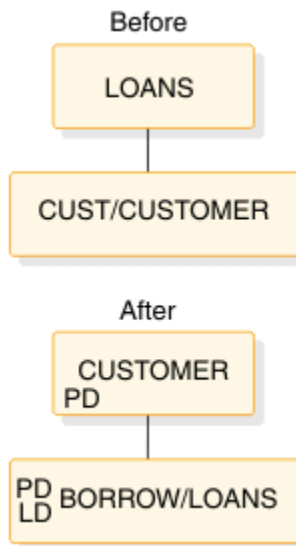 Before
LOANS
CUST/CUSTOMER
After
CUSTOMER
PD
PD
LD BORROW/LOANS